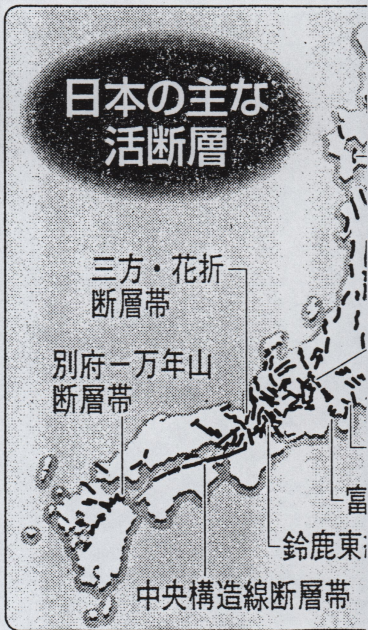 日本の主な
活断層
三方・花折
断層帯
別府－万年山
断層帯
富
鈴鹿東
中央構造線断層帯